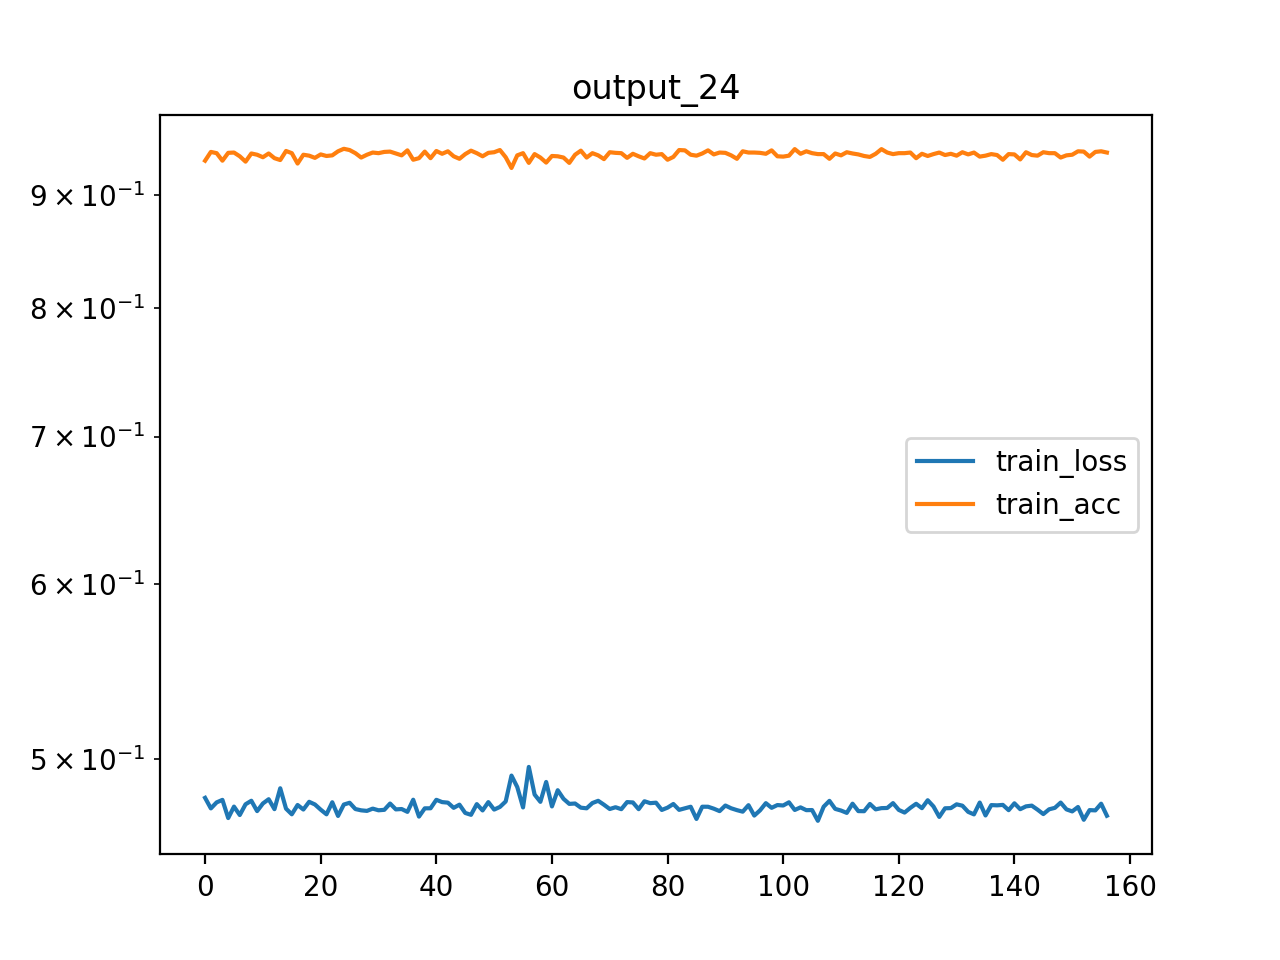 output_24
9 × 10⁻¹
8 × 10⁻¹
7 × 10⁻¹
6 × 10⁻¹
5 × 10⁻¹
train_loss
train_acc
0 20 40 60 80 100 120 140 160